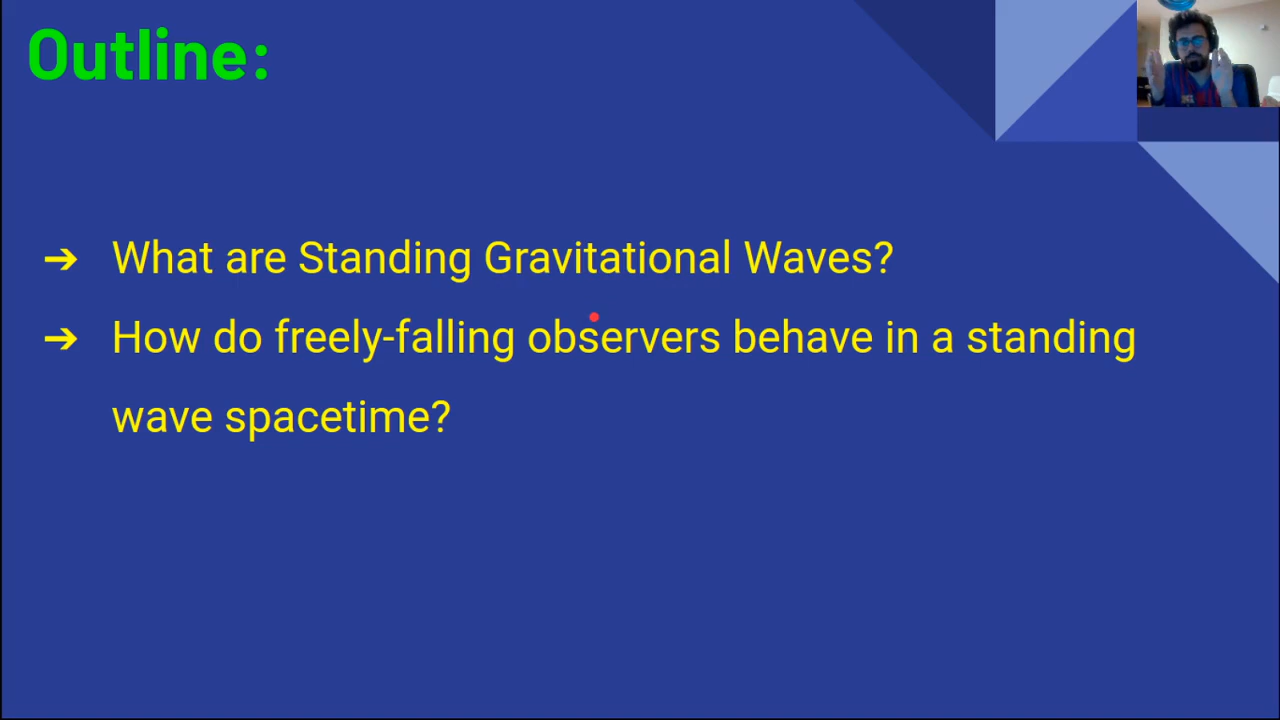 Outline:
➔ What are Standing Gravitational Waves?
➔ How do freely-falling observers behave in a standing
wave spacetime?